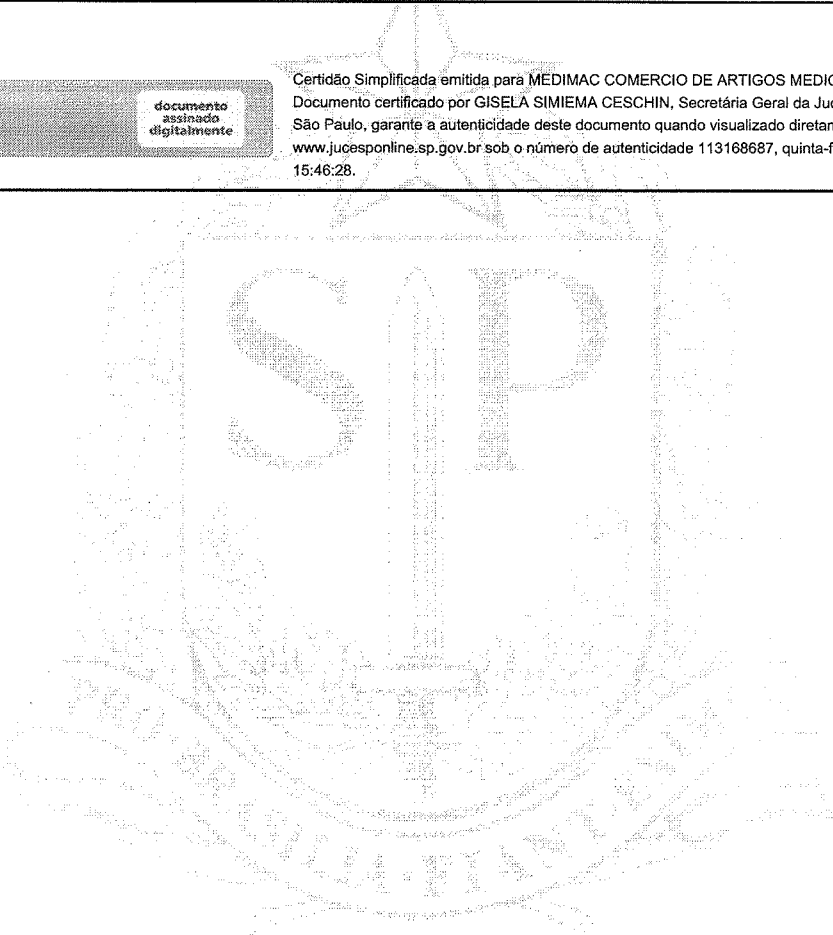 documento
assinado
digitalmente
Certidão Simplificada emitida para MEDIMAC COMERCIO DE ARTIGOS MEDIC
Documento certificado por GISELA SIMIEMA CESCHIN, Secretária Geral da Juc
São Paulo, garante a autenticidade deste documento quando visualizado diretam
www.jucesponline.sp.gov.br sob o número de autenticidade 113168687, quinta-f
15:46:28.
SP